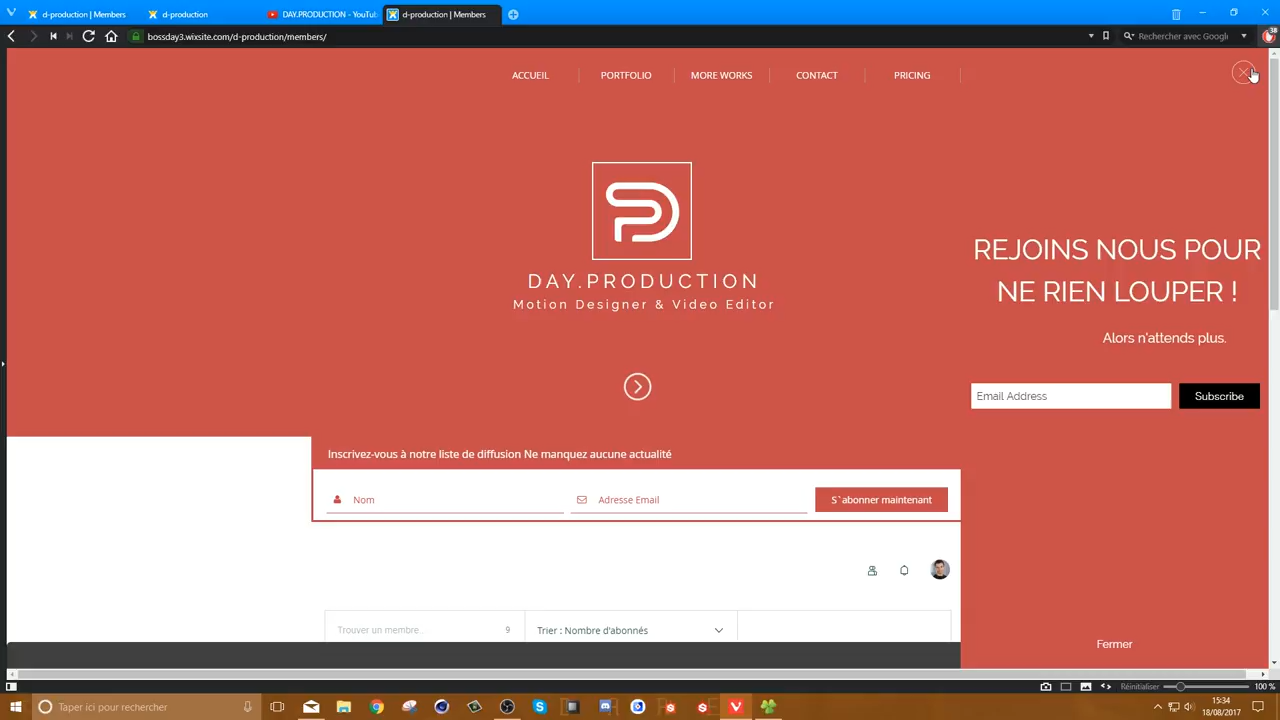 d-production | Members
d-production
DAY.PRODUCTION - YouTub
d-production | Members
bossday3.wixsite.com/d-production/members/
Rechercher avec Googl
38
ACCUEIL
PORTFOLIO
MORE WORKS
CONTACT
PRICING
DAY.PRODUCTION
Motion Designer & Video Editor
REJOINS NOUS POUR
NE RIEN LOUPER !
Alors n'attends plus.
Email Address
Subscribe
Inscrivez-vous à notre liste de diffusion Ne manquez aucune actualité
Nom
Adresse Email
S`abonner maintenant
Trouver un membre...
9
Trier : Nombre d'abonnés
Fermer
Réinitialiser
100 %
Taper ici pour rechercher
15:34
18/08/2017